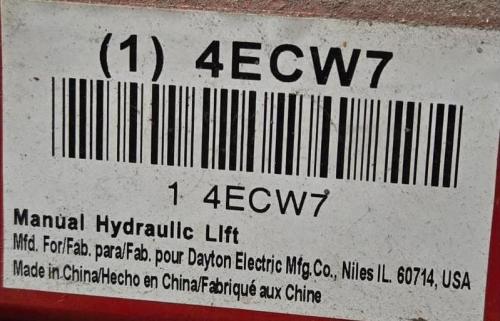 (1) 4ECW7
1 4ECW7
Manual Hydraulic LIft
Mfd. For/Fab. para/Fab. pour Dayton Electric Mfg.Co., Niles IL. 60714, USA
Made in China/Hecho en China/Fabriqué aux Chine